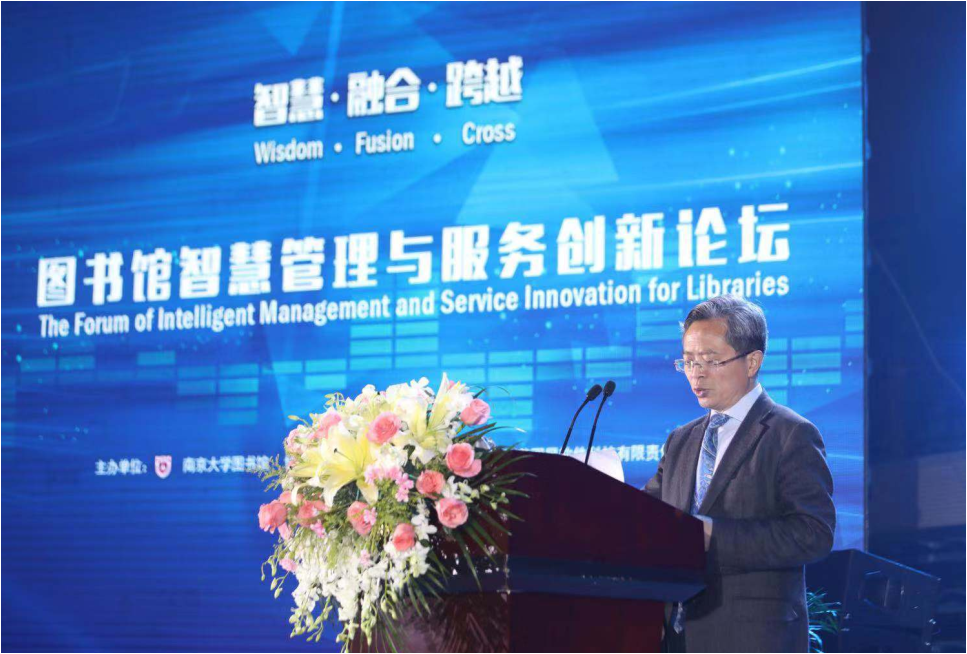 智慧·融合·跨越
Wisdom · Fusion · Cross
图书馆智慧管理与服务创新论坛
The Forum of Intelligent Management and Service Innovation for Libraries
主办单位: 南京大学图书馆 有限责